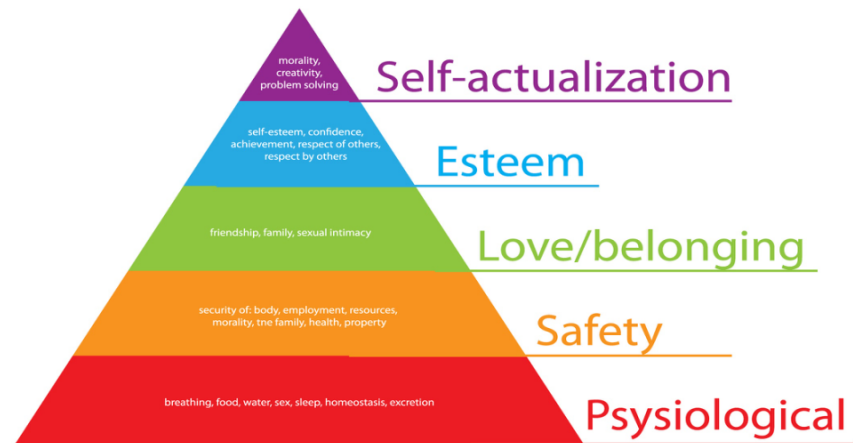 morality,
creativity,
problem solving
Self-actualization
self-esteem, confidence,
achievement, respect of others,
respect by others
Esteem
friendship, family, sexual intimacy
Love/belonging
security of: body, employment, resources,
morality, tne family, health, property
Safety
breathing, food, water, sex, sleep, homeostasis, excretion
Psysiological